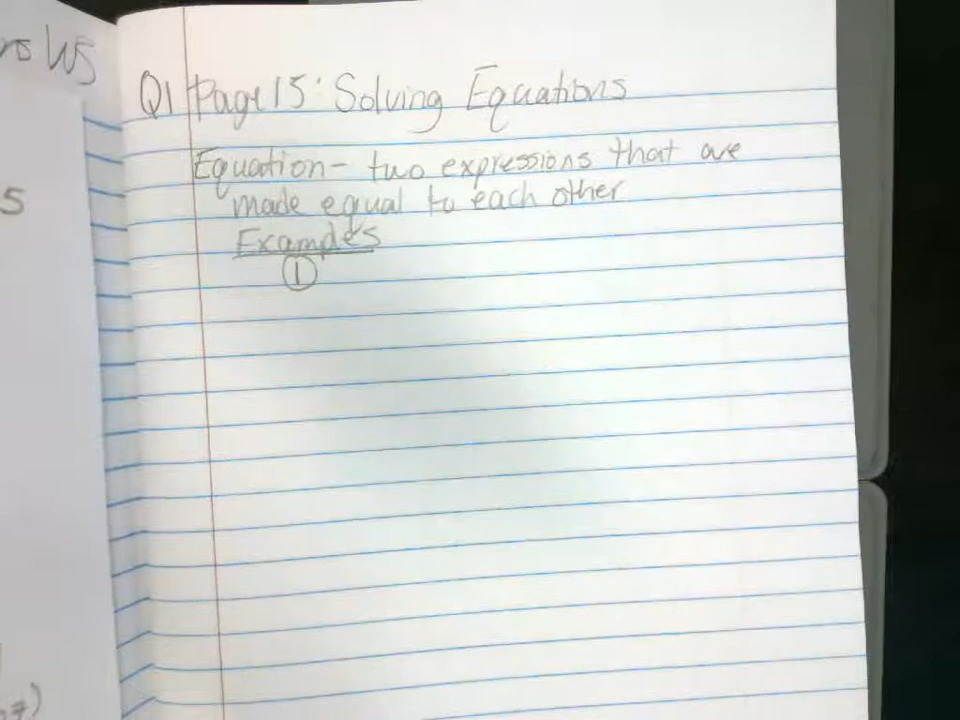 WS
5
Q1 Page 15: Solving Equations
Equation - two expressions that are
made equal to each other
Examples
①